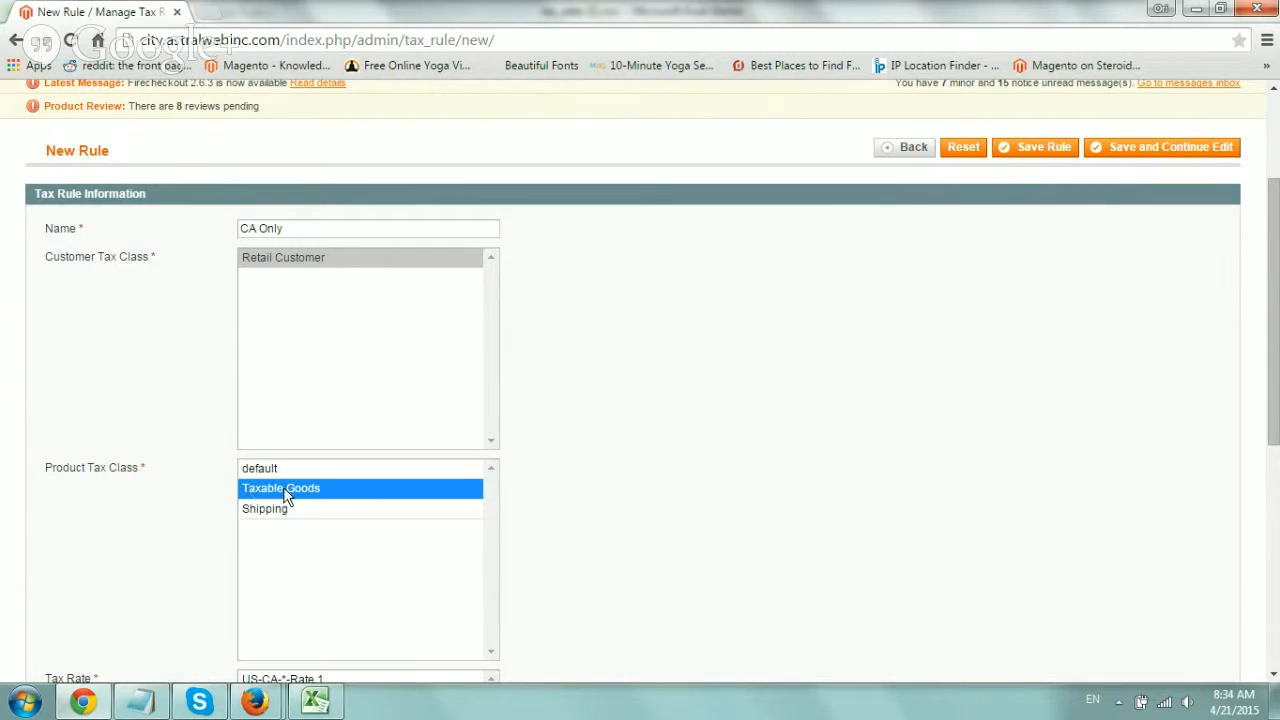 New Rule / Manage Tax R
Google+
city.astralwebinc.com/index.php/admin/tax_rule/new/
Apps
reddit: the front pag...
Magento - Knowled...
Free Online Yoga Vi...
Beautiful Fonts
10-Minute Yoga Se...
Best Places to Find F...
IP Location Finder - ...
Magento on Steroid...
»
Latest Message: Firecheckout 2.6.3 is now available Read details
You have 7 minor and 15 notice unread message(s). Go to messages inbox
Product Review: There are 8 reviews pending
New Rule
Back
Reset
Save Rule
Save and Continue Edit
Tax Rule Information
Name *
CA Only
Customer Tax Class *
Retail Customer
Product Tax Class *
default
Taxable Goods
Shipping
Tax Rate *
US-CA-*-Rate 1
EN
8:34 AM
4/21/2015